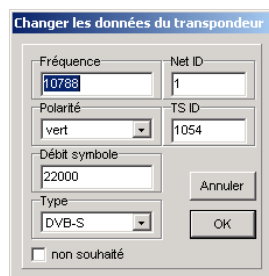 Changer les données du transpondeur
Fréquence
Net ID
10788
1
Polarité
TS ID
vert
1054
Débit symbole
22000
Annuler
Type
DVB-S
OK
non souhaité